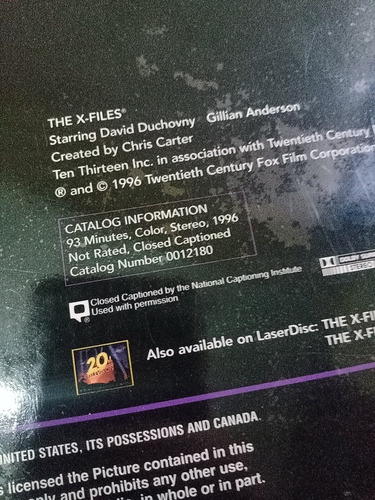 THE X-FILES®
Starring David Duchovny Gillian Anderson
Created by Chris Carter
Ten Thirteen Inc. in association with Twentieth Century
® and © 1996 Twentieth Century Fox Film Corporation
CATALOG INFORMATION
93 Minutes, Color, Stereo, 1996
Not Rated, Closed Captioned
Catalog Number 0012180
Closed Captioned by the National Captioning Institute
Used with permission
Also available on LaserDisc: THE X-FI
THE X-F
20
UNITED STATES, ITS POSSESSIONS AND CANADA.
licensed the Picture contained in this
only and prohibits any other use,
in whole or in part.